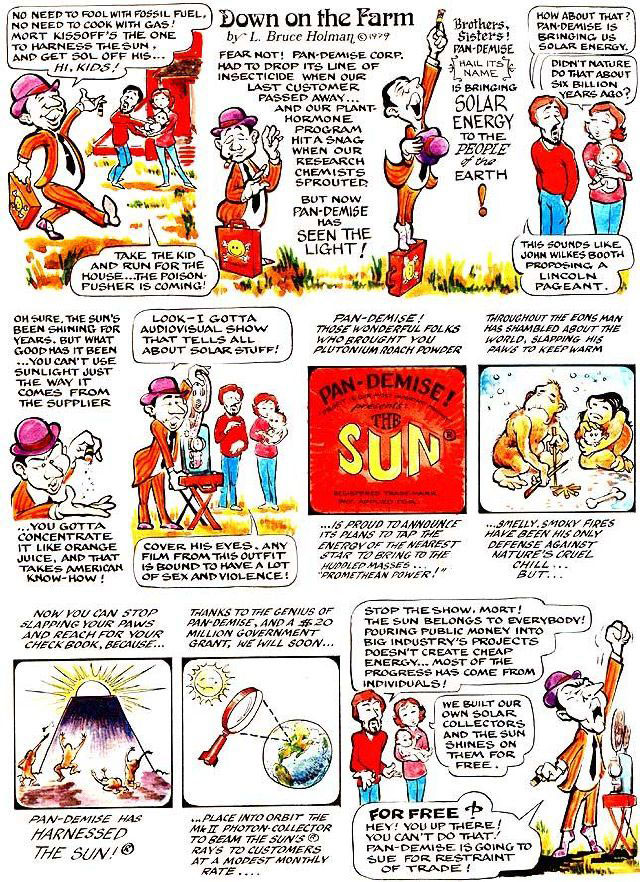 NO NEED TO FOOL WITH FOSSIL FUEL,
NO NEED TO COOK WITH GAS!
MORT KISSOFF'S THE ONE
TO HARNESS THE SUN,
AND GET SOL OFF HIS...
HI, KIDS!
TAKE THE KID
AND RUN FOR THE
HOUSE...THE POISON-
PUSHER IS COMING!
Down on the Farm
by L. Bruce Holman ©1979
FEAR NOT! PAN-DEMISE CORP.
HAD TO DROP ITS LINE OF
INSECTICIDE WHEN OUR
LAST CUSTOMER
PASSED AWAY...
AND OUR PLANT-
HORMONE
PROGRAM
HIT A SNAG
WHEN OUR
RESEARCH
CHEMISTS
SPROUTED.
BUT NOW
PAN-DEMISE
HAS
SEEN THE
LIGHT!
Brothers,
Sisters!
PAN-DEMISE
HAIL ITS
NAME
IS BRINGING
SOLAR
ENERGY
TO THE
PEOPLE
of the
EARTH
!
HOW ABOUT THAT?
PAN-DEMISE IS
BRINGING US
SOLAR ENERGY.
DIDN'T NATURE
DO THAT ABOUT
SIX BILLION
YEARS AGO?
THIS SOUNDS LIKE
JOHN WILKES BOOTH
PROPOSING A
LINCOLN
PAGEANT.
OH SURE, THE SUN'S
BEEN SHINING FOR
YEARS. BUT WHAT
GOOD HAS IT BEEN
...YOU CAN'T USE
SUNLIGHT JUST
THE WAY IT
COMES FROM
THE SUPPLIER
...YOU GOTTA
CONCENTRATE
IT LIKE ORANGE
JUICE, AND THAT
TAKES AMERICAN
KNOW-HOW!
LOOK-I GOTTA
AUDIOVISUAL SHOW
THAT TELLS ALL
ABOUT SOLAR STUFF!
COVER HIS EYES. ANY
FILM FROM THIS OUTFIT
IS BOUND TO HAVE A LOT
OF SEX AND VIOLENCE!
PAN-DEMISE!
THOSE WONDERFUL FOLKS
WHO BROUGHT YOU
PLUTONIUM ROACH POWDER
PAN-DEMISE!
presents:
THE
SUN®
REGISTERED TRADE MARK
PAT. APPLIED FOR.
...IS PROUD TO ANNOUNCE
ITS PLANS TO TAP THE
ENERGY OF THE NEAREST
STAR TO BRING TO THE
HUDDLED MASSES...
"PROMETHEAN POWER!"
THROUGHOUT THE EONS MAN
HAS SHAMBLED ABOUT THE
WORLD, SLAPPING HIS
PAWS TO KEEP WARM
...SMELLY, SMOKY FIRES
HAVE BEEN HIS ONLY
DEFENSE AGAINST
NATURE'S CRUEL
CHILL...
BUT...
NOW YOU CAN STOP
SLAPPING YOUR PAWS
AND REACH FOR YOUR
CHECK BOOK, BECAUSE...
PAN-DEMISE HAS
HARNESSED
THE SUN!®
THANKS TO THE GENIUS OF
PAN-DEMISE, AND A $20
MILLION GOVERNMENT
GRANT, WE WILL SOON...
...PLACE INTO ORBIT THE
MK II PHOTON-COLLECTOR
TO BEAM THE SUN'S®
RAYS TO CUSTOMERS
AT A MODEST MONTHLY
RATE....
STOP THE SHOW, MORT!
THE SUN BELONGS TO EVERYBODY!
POURING PUBLIC MONEY INTO
BIG INDUSTRY'S PROJECTS
DOESN'T CREATE CHEAP
ENERGY... MOST OF THE
PROGRESS HAS COME FROM
INDIVIDUALS!
WE BUILT OUR
OWN SOLAR
COLLECTORS
AND THE SUN
SHINES ON
THEM FOR
FREE.
FOR FREE?
HEY! YOU UP THERE!
YOU CAN'T DO THAT!
PAN-DEMISE IS GOING TO
SUE FOR RESTRAINT
OF TRADE!